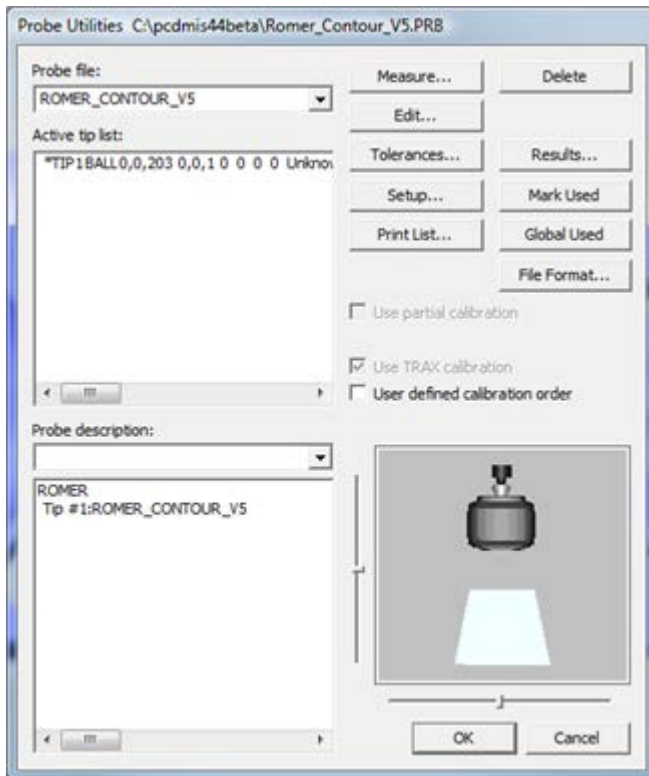 Probe Utilities C:\pcdmis44beta\Romer_Contour_V5.PRB
Probe file:
ROMER_CONTOUR_V5
Active tip list:
*TIP1BALL0,0,203 0,0,1 0 0 0 0 Unknov
Measure...
Delete
Edit...
Tolerances...
Results...
Setup...
Mark Used
Print List...
Global Used
File Format...
Use partial calibration
Use TRAX calibration
User defined calibration order
Probe description:
ROMER
Tip #1:ROMER_CONTOUR_V5
OK
Cancel